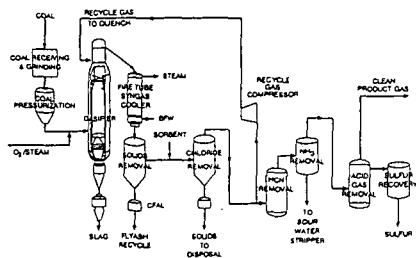 COAL
RECYCLE GAS
TO QUENCH
COAL RECEIVING
& GRINDING
COAL
PRESSURIZATION
GASIFIER
FIRE TUBE
SYNGAS
COOLER
STEAM
BFW
RECYCLE
GAS
COMPRESSOR
CLEAN
PRODUCT GAS
O₂/STEAM
SOLIDS
REMOVAL
SORBENT
CHLORIDE
REMOVAL
HCN
REMOVAL
NH₃
REMOVAL
ACID
GAS
REMOVAL
SULFUR
RECOVERY
SLAG
FLYASH
RECYCLE
SOLIDS
TO
DISPOSAL
TO
SOUR
WATER
STRIPPER
SULFUR